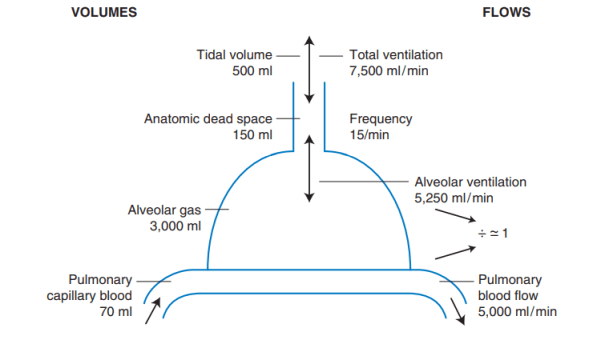 VOLUMES
FLOWS
Tidal volume
500 ml
Total ventilation
7,500 ml/min
Anatomic dead space
150 ml
Frequency
15/min
Alveolar ventilation
5,250 ml/min
Alveolar gas
3,000 ml
÷ ≃ 1
Pulmonary
capillary blood
70 ml
Pulmonary
blood flow
5,000 ml/min